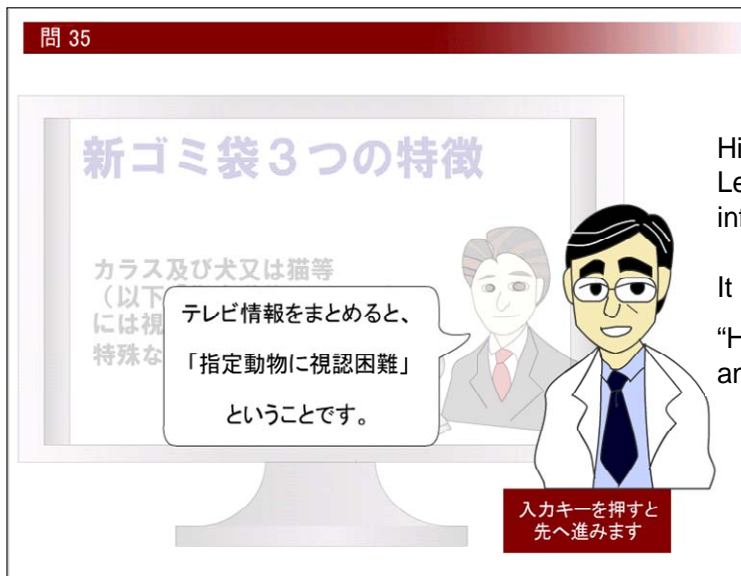 問 35
新ゴミ袋3つの特徴
カラス及び犬又は猫等
(以下
には視
特殊な
テレビ情報をまとめると、
「指定動物に視認困難」
ということです。
入力キーを押すと
先へ進みます
Hi
Le
It
“H